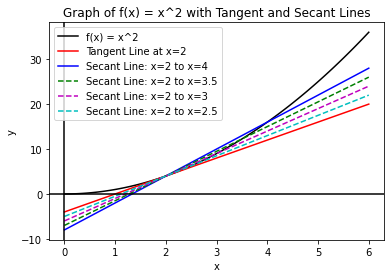 Graph of f(x) = x^2 with Tangent and Secant Lines
f(x) = x^2
Tangent Line at x=2
Secant Line: x=2 to x=4
Secant Line: x=2 to x=3.5
Secant Line: x=2 to x=3
Secant Line: x=2 to x=2.5
30
20
10
0
−10
y
0 1 2 3 4 5 6
x